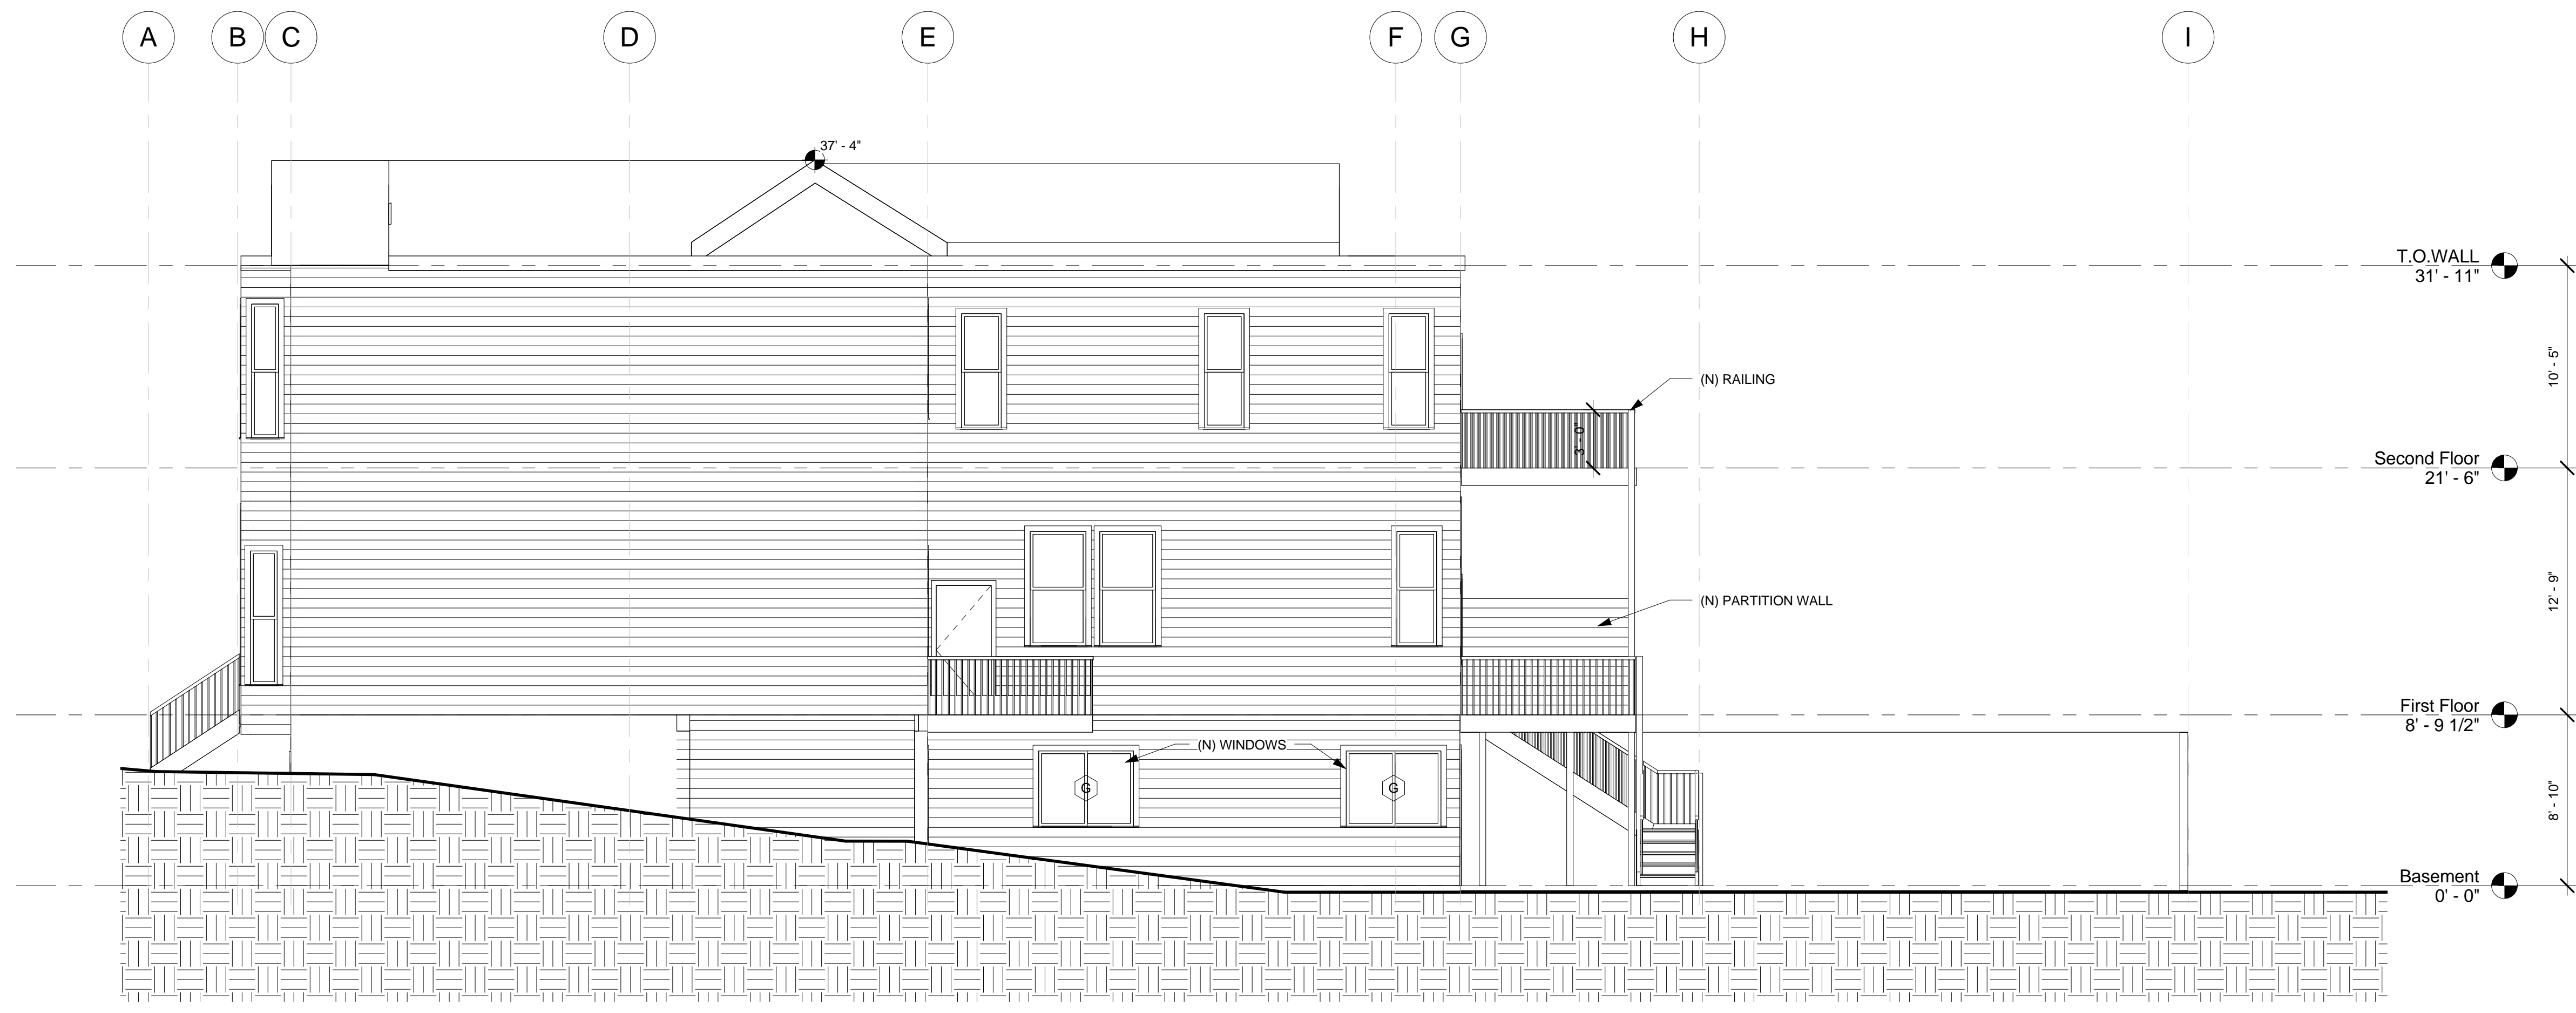 A
B
C
D
E
F
G
H
I
37' - 4"
T.O.WALL
31' - 11"
10' - 5"
(N) RAILING
3' - 0"
Second Floor
21' - 6"
12' - 9"
(N) PARTITION WALL
First Floor
8' - 9 1/2"
(N) WINDOWS
G
G
8' - 10"
Basement
0' - 0"